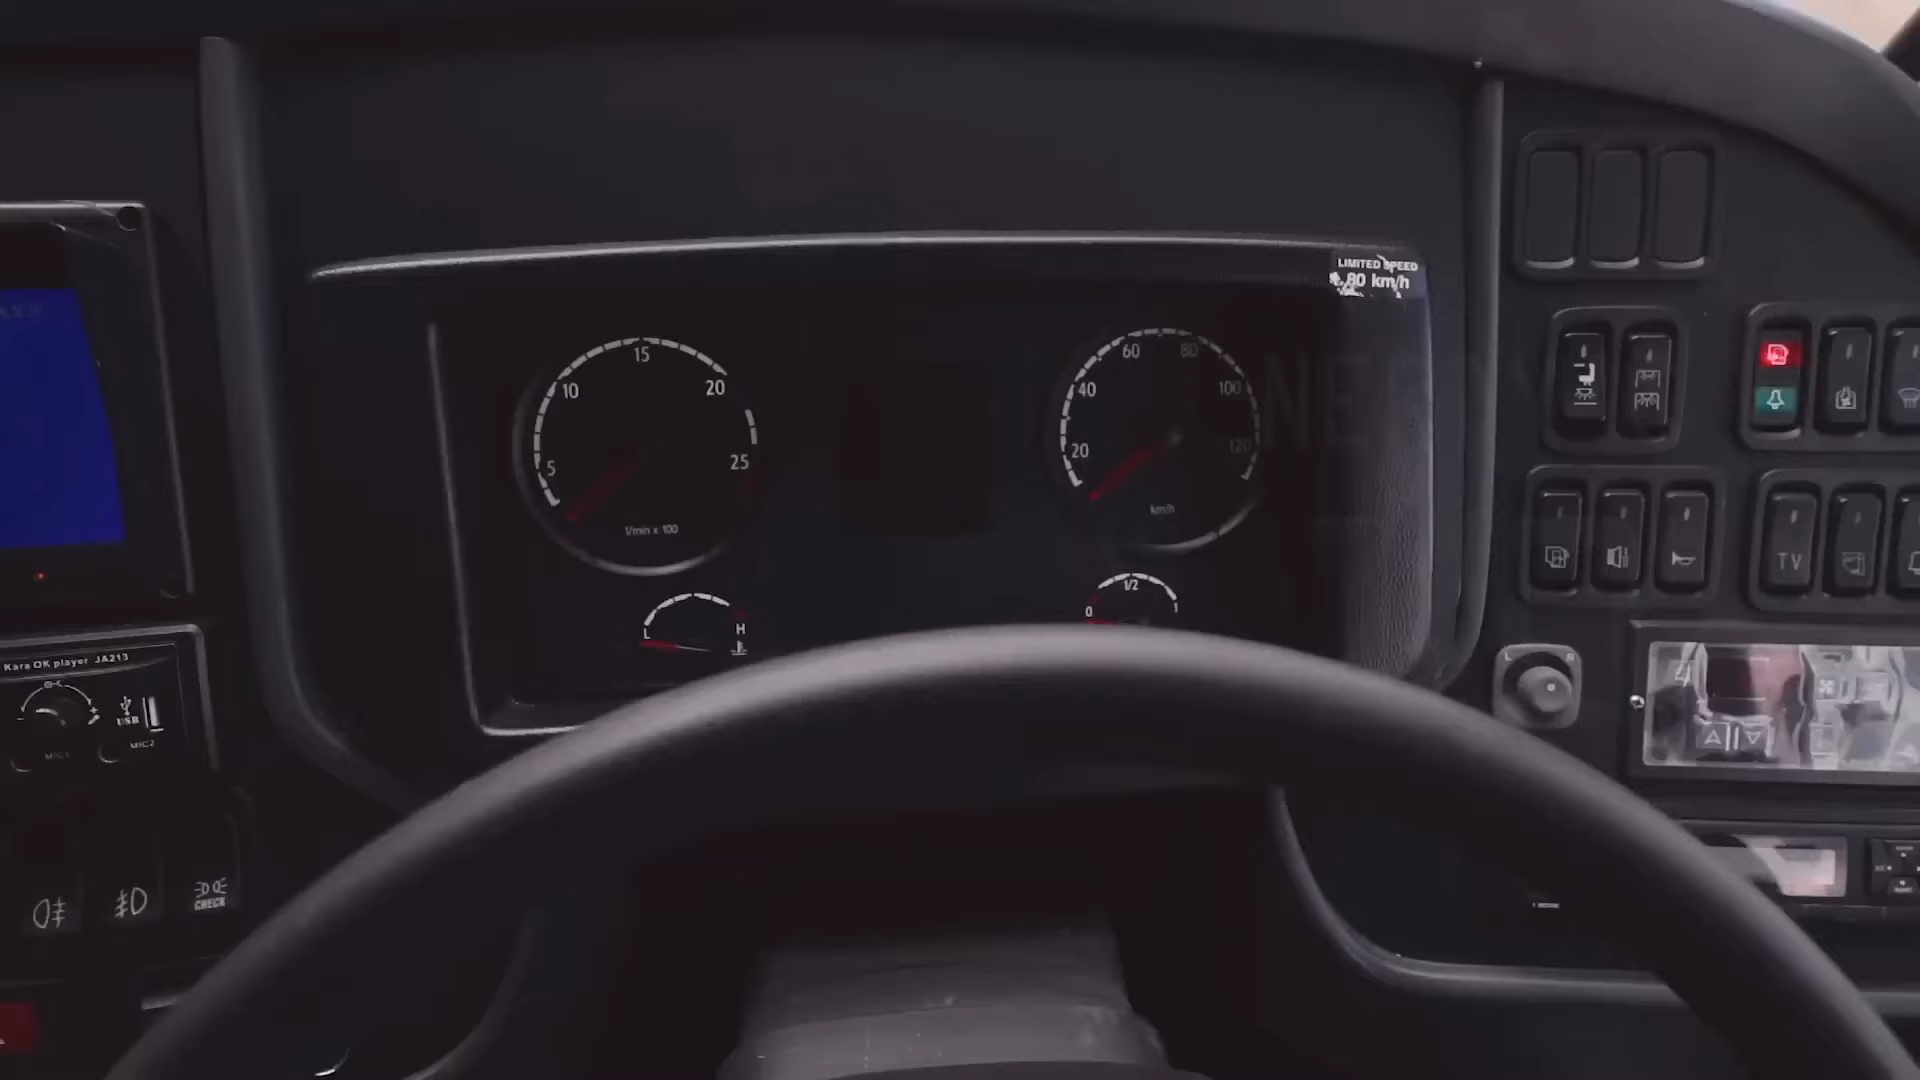 LIMITED SPEED
80 km/h
15
10
20
5
25
1/min x 100
60
80
40
100
20
120
km/h
L
H
1/2
0
1
Kara OK player JA213
USB
MIC1
MIC2
CHECK
L
R
TV